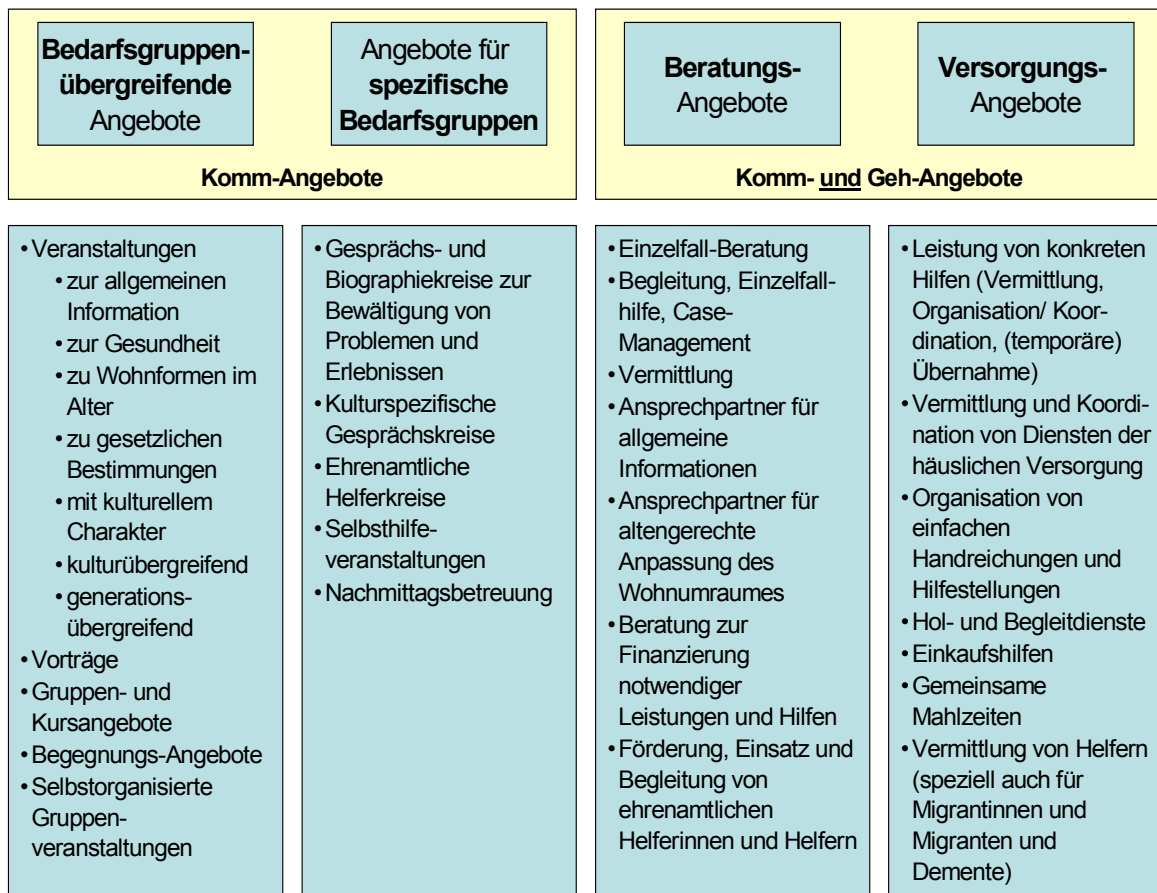 Bedarfsgruppen-
übergreifende
Angebote
Angebote für
spezifische
Bedarfsgruppen
Komm-Angebote
Beratungs-
Angebote
Versorgungs-
Angebote
Komm- und Geh-Angebote
• Veranstaltungen
• zur allgemeinen
Information
• zur Gesundheit
• zu Wohnformen im
Alter
• zu gesetzlichen
Bestimmungen
• mit kulturellem
Charakter
• kulturübergreifend
• generations-
übergreifend
• Vorträge
• Gruppen- und
Kursangebote
• Begegnungs-Angebote
• Selbstorganisierte
Gruppen-
veranstaltungen
• Gesprächs- und
Biographiekreise zur
Bewältigung von
Problemen und
Erlebnissen
• Kulturspezifische
Gesprächskreise
• Ehrenamtliche
Helferkreise
• Selbsthilfe-
veranstaltungen
• Nachmittagsbetreuung
• Einzelfall-Beratung
• Begleitung, Einzelfall-
hilfe, Case-
Management
• Vermittlung
• Ansprechpartner für
allgemeine
Informationen
• Ansprechpartner für
altengerechte
Anpassung des
Wohnumraumes
• Beratung zur
Finanzierung
notwendiger
Leistungen und Hilfen
• Förderung, Einsatz und
Begleitung von
ehrenamtlichen
Helferinnen und Helfern
• Leistung von konkreten
Hilfen (Vermittlung,
Organisation/ Koor-
dination, (temporäre)
Übernahme)
• Vermittlung und Koordi-
nation von Diensten der
häuslichen Versorgung
• Organisation von
einfachen
Handreichungen und
Hilfestellungen
• Hol- und Begleitdienste
• Einkaufshilfen
• Gemeinsame
Mahlzeiten
• Vermittlung von Helfern
(speziell auch für
Migrantinnen und
Migranten und
Demente)